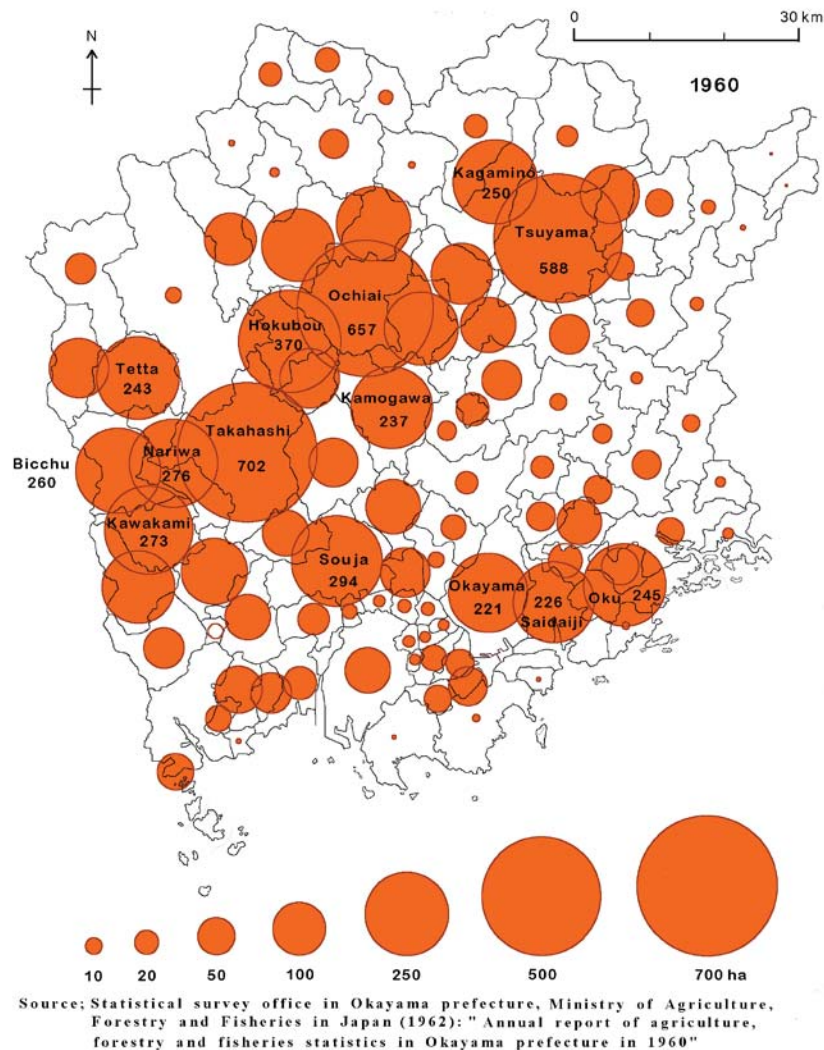 0 30 km
N
1960
Kagamino
250
Tsuyama
588
Ochiai
657
Hokubou
370
Tetta
243
Kamogawa
237
Takahashi
702
Nariwa
276
Bicchu
260
Kawakami
273
Souja
294
Okayama
221
226
Saidaiji
Oku 245
10 20 50 100 250 500 700 ha
Source; Statistical survey office in Okayama prefecture, Ministry of Agriculture,
Forestry and Fisheries in Japan (1962): " Annual report of agriculture,
forestry and fisheries statistics in Okayama prefecture in 1960"